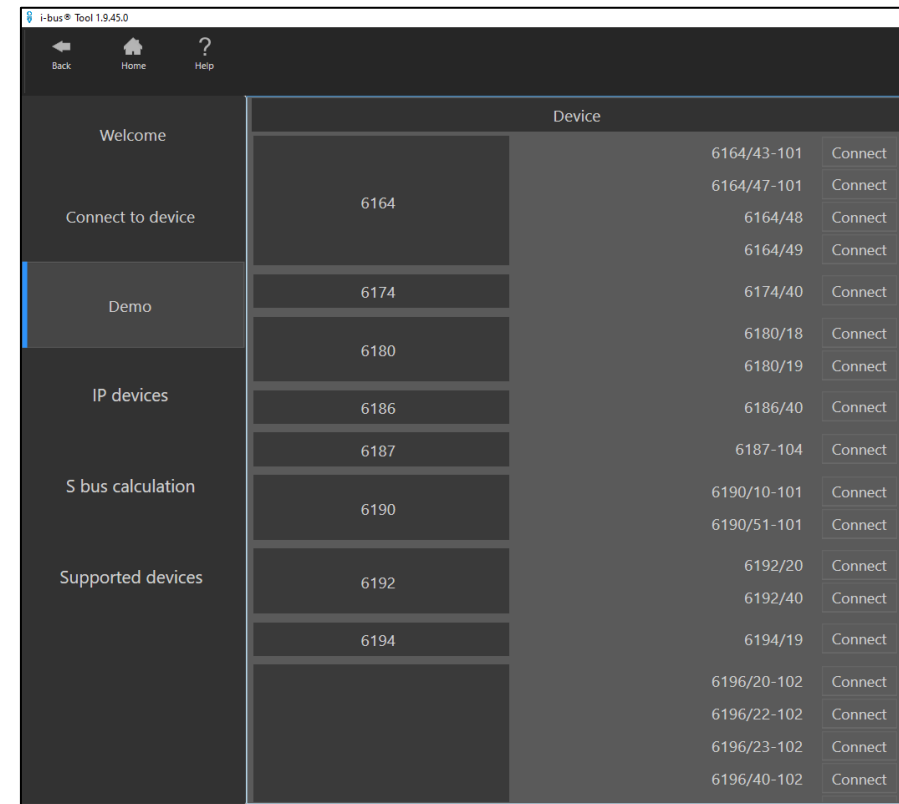 i-bus® Tool 1.9.45.0
Back Home ? Help
Welcome
Connect to device
Demo
IP devices
S bus calculation
Supported devices
Device
6164
6164/43-101 Connect
6164/47-101 Connect
6164/48 Connect
6164/49 Connect
6174 6174/40 Connect
6180
6180/18 Connect
6180/19 Connect
6186 6186/40 Connect
6187 6187-104 Connect
6190
6190/10-101 Connect
6190/51-101 Connect
6192
6192/20 Connect
6192/40 Connect
6194 6194/19 Connect
6196/20-102 Connect
6196/22-102 Connect
6196/23-102 Connect
6196/40-102 Connect